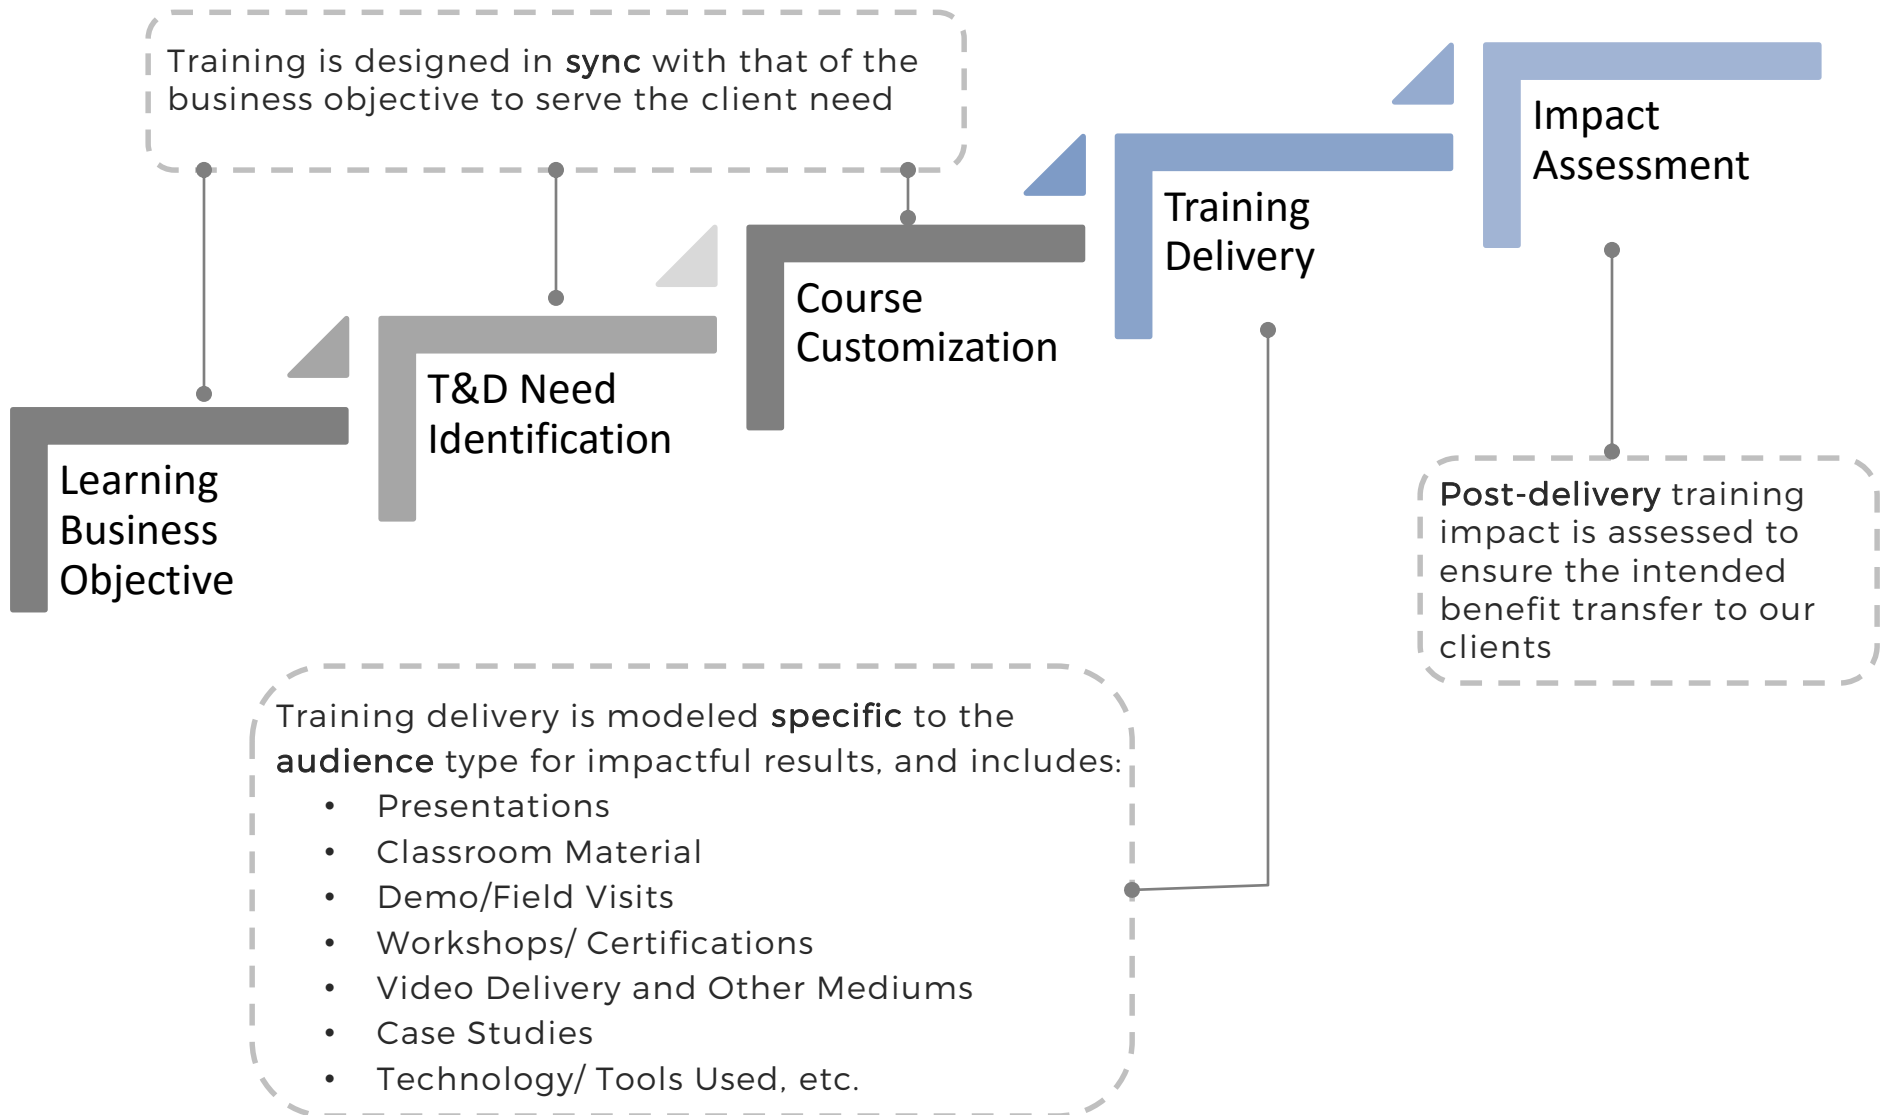 Training is designed in sync with that of the
business objective to serve the client need
Learning
Business
Objective
T&D Need
Identification
Course
Customization
Training
Delivery
Impact
Assessment
Post-delivery training
impact is assessed to
ensure the intended
benefit transfer to our
clients
Training delivery is modeled specific to the
audience type for impactful results, and includes:
• Presentations
• Classroom Material
• Demo/Field Visits
• Workshops/ Certifications
• Video Delivery and Other Mediums
• Case Studies
• Technology/ Tools Used, etc.